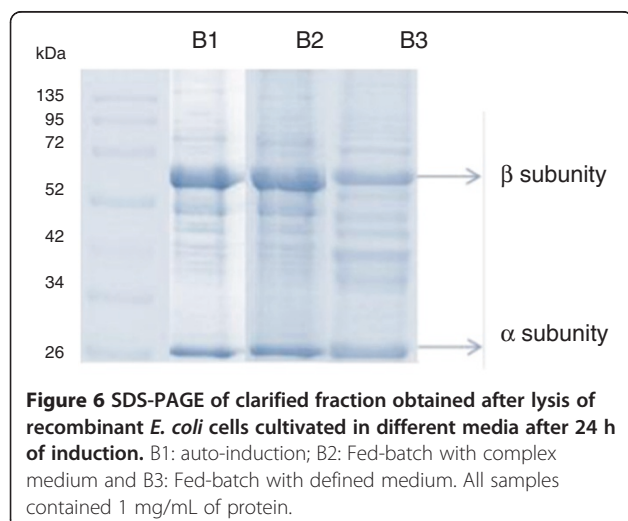 B1 B2 B3
kDa
135
95
72
52
42
34
26
β subunity
α subunity
Figure 6 SDS-PAGE of clarified fraction obtained after lysis of
recombinant E. coli cells cultivated in different media after 24 h
of induction. B1: auto-induction; B2: Fed-batch with complex
medium and B3: Fed-batch with defined medium. All samples
contained 1 mg/mL of protein.